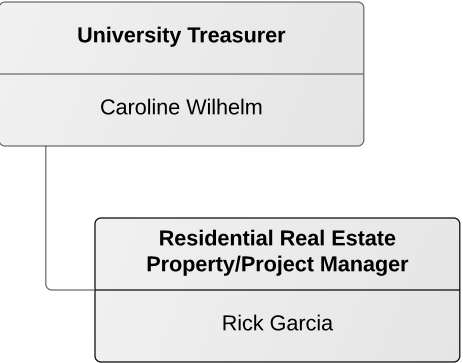 University Treasurer
Caroline Wilhelm
Residential Real Estate
Property/Project Manager
Rick Garcia